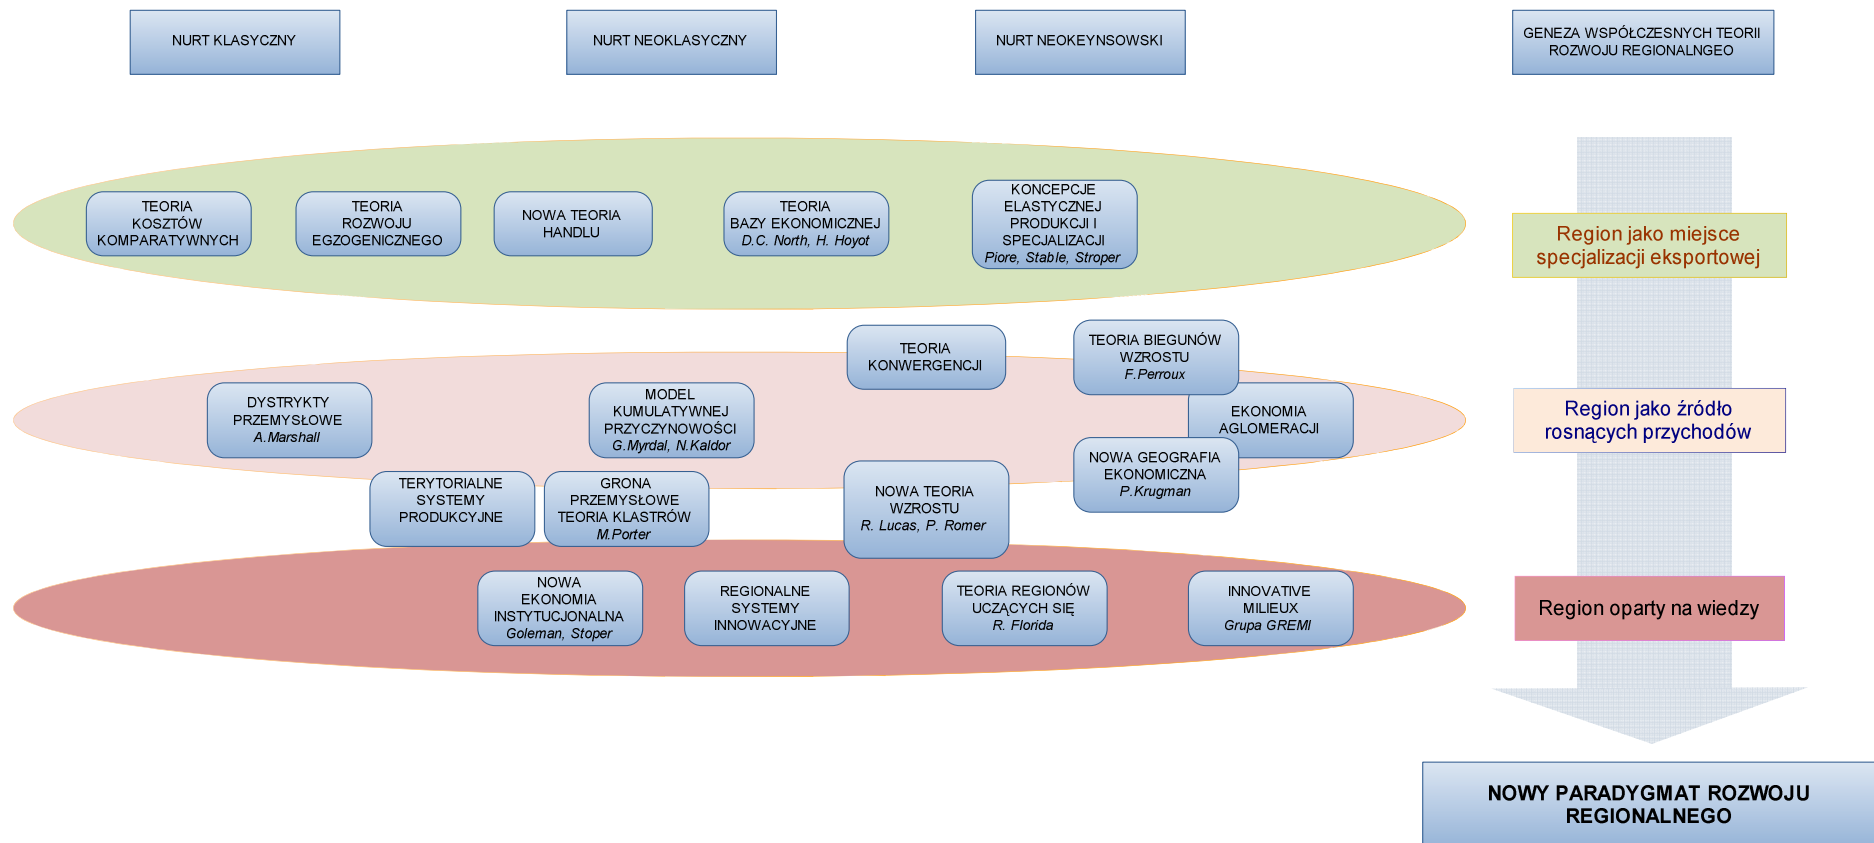 NURT KLASYCZNY
NURT NEOKLASYCZNY
NURT NEOKEYNSOWSKI
GENEZA WSPÓŁCZESNYCH TEORII
ROZWOJU REGIONALNGEO
TEORIA
KOSZTÓW
KOMPARATYWNYCH
TEORIA
ROZWOJU
EGZOGENICZNEGO
NOWA TEORIA
HANDLU
TEORIA
BAZY EKONOMICZNEJ
D.C. North, H. Hoyot
KONCEPCJE
ELASTYCZNEJ
PRODUKCJI I
SPECJALIZACJI
Piore, Stable, Stroper
Region jako miejsce
specjalizacji eksportowej
TEORIA
KONWERGENCJI
TEORIA BIEGUNÓW
WZROSTU
F.Perroux
DYSTRYKTY
PRZEMYSŁOWE
A.Marshall
MODEL
KUMULATYWNEJ
PRZYCZYNOWOŚCI
G.Myrdal, N.Kaldor
EKONOMIA
AGLOMERACJI
Region jako źródło
rosnących przychodów
NOWA GEOGRAFIA
EKONOMICZNA
P.Krugman
TERYTORIALNE
SYSTEMY
PRODUKCYJNE
GRONA
PRZEMYSŁOWE
TEORIA KLASTRÓW
M.Porter
NOWA TEORIA
WZROSTU
R. Lucas, P. Romer
NOWA
EKONOMIA
INSTYTUCJONALNA
Goleman, Stoper
REGIONALNE
SYSTEMY
INNOWACYJNE
TEORIA REGIONÓW
UCZĄCYCH SIĘ
R. Florida
INNOVATIVE
MILIEUX
Grupa GREMI
Region oparty na wiedzy
NOWY PARADYGMAT ROZWOJU
REGIONALNEGO